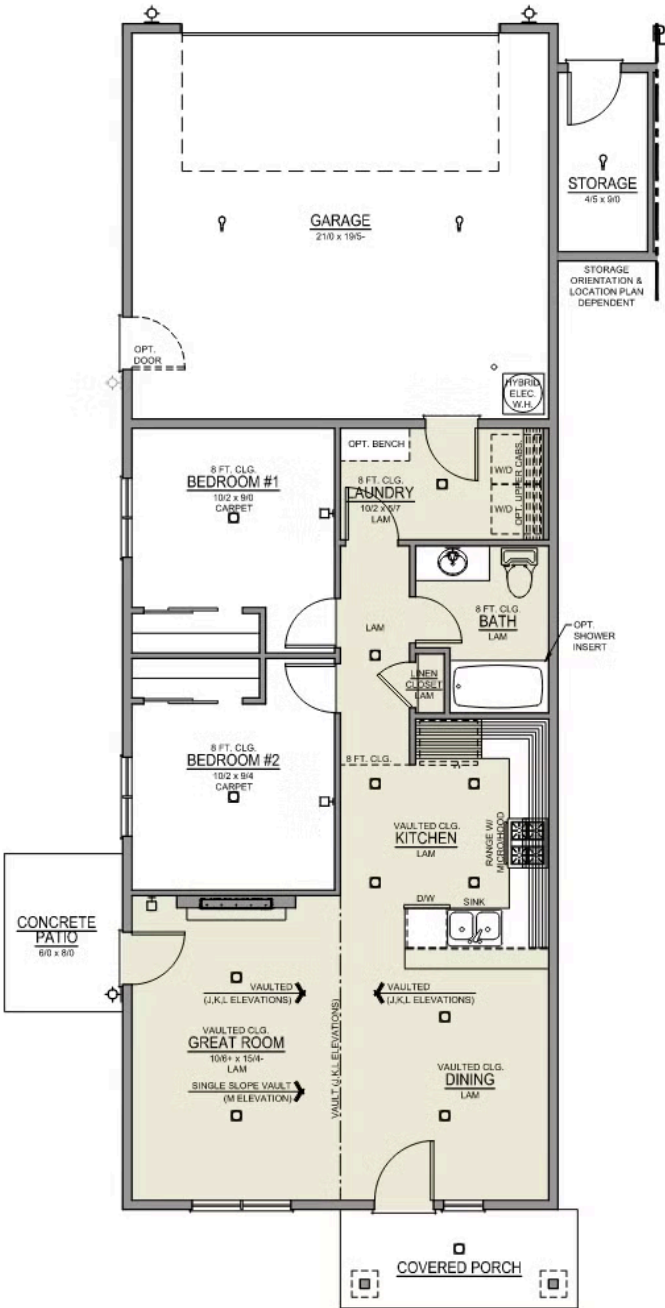 GARAGE
21/0 x 19/5-
STORAGE
4/5 x 9/0
STORAGE
ORIENTATION &
LOCATION PLAN
DEPENDENT
OPT.
DOOR
HYBRID
ELEC.
W.H.
8 FT. CLG.
BEDROOM #1
10/2 x 9/0
CARPET
OPT. BENCH
8 FT. CLG.
LAUNDRY
10/2 x 5/7
LAM
W/D
W/D
OPT. UPPER CABS.
LAM
8 FT. CLG.
BATH
LAM
OPT.
SHOWER
INSERT
LINEN
CLOSET
LAM
8 FT. CLG.
BEDROOM #2
10/2 x 9/4
CARPET
8 FT. CLG.
VAULTED CLG.
KITCHEN
LAM
RANGE W/
MICRO/HOOD
D/W
SINK
CONCRETE
PATIO
6/0 x 8/0
VAULTED
(J,K,L ELEVATIONS)
VAULTED
(J,K,L ELEVATIONS)
VAULTED CLG.
GREAT ROOM
10/6+ x 15/4-
LAM
SINGLE SLOPE VAULT
(M ELEVATION)
VAULT (J,K,L ELEVATIONS)
VAULTED CLG.
DINING
LAM
COVERED PORCH